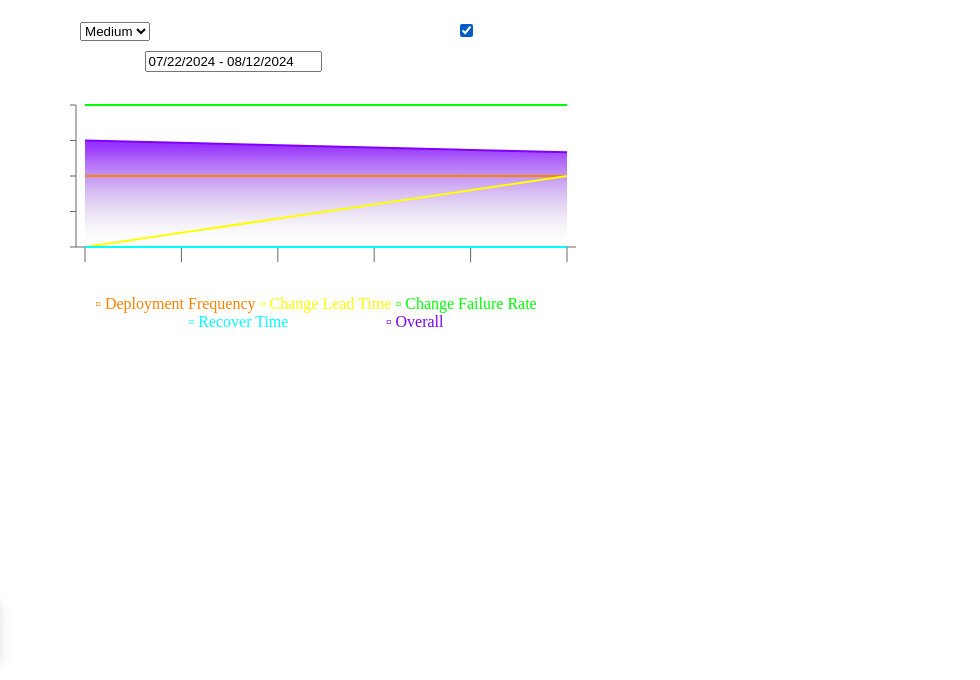 Medium
07/22/2024 - 08/12/2024
▫ Deployment Frequency ▫ Change Lead Time ▫ Change Failure Rate
▫ Recover Time ▫ Overall